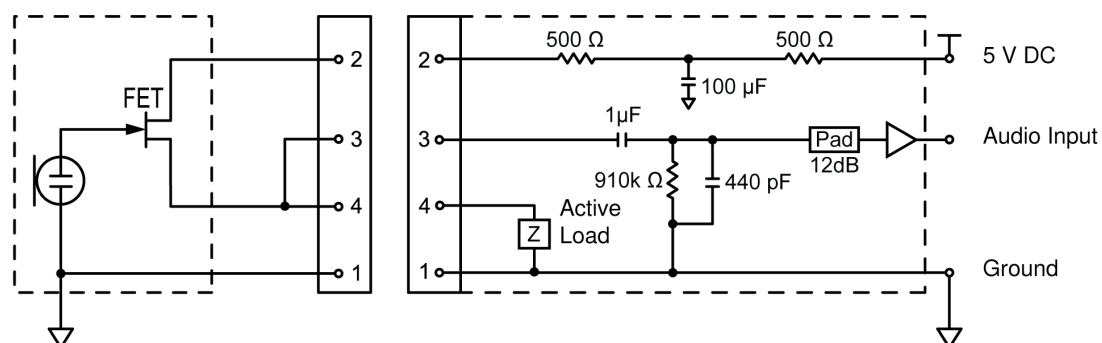 FET
2
3
4
1
2
3
4
1
500 Ω
500 Ω
100 µF
5 V DC
1µF
910k Ω
440 pF
Pad
12dB
Audio Input
Z
Active
Load
Ground